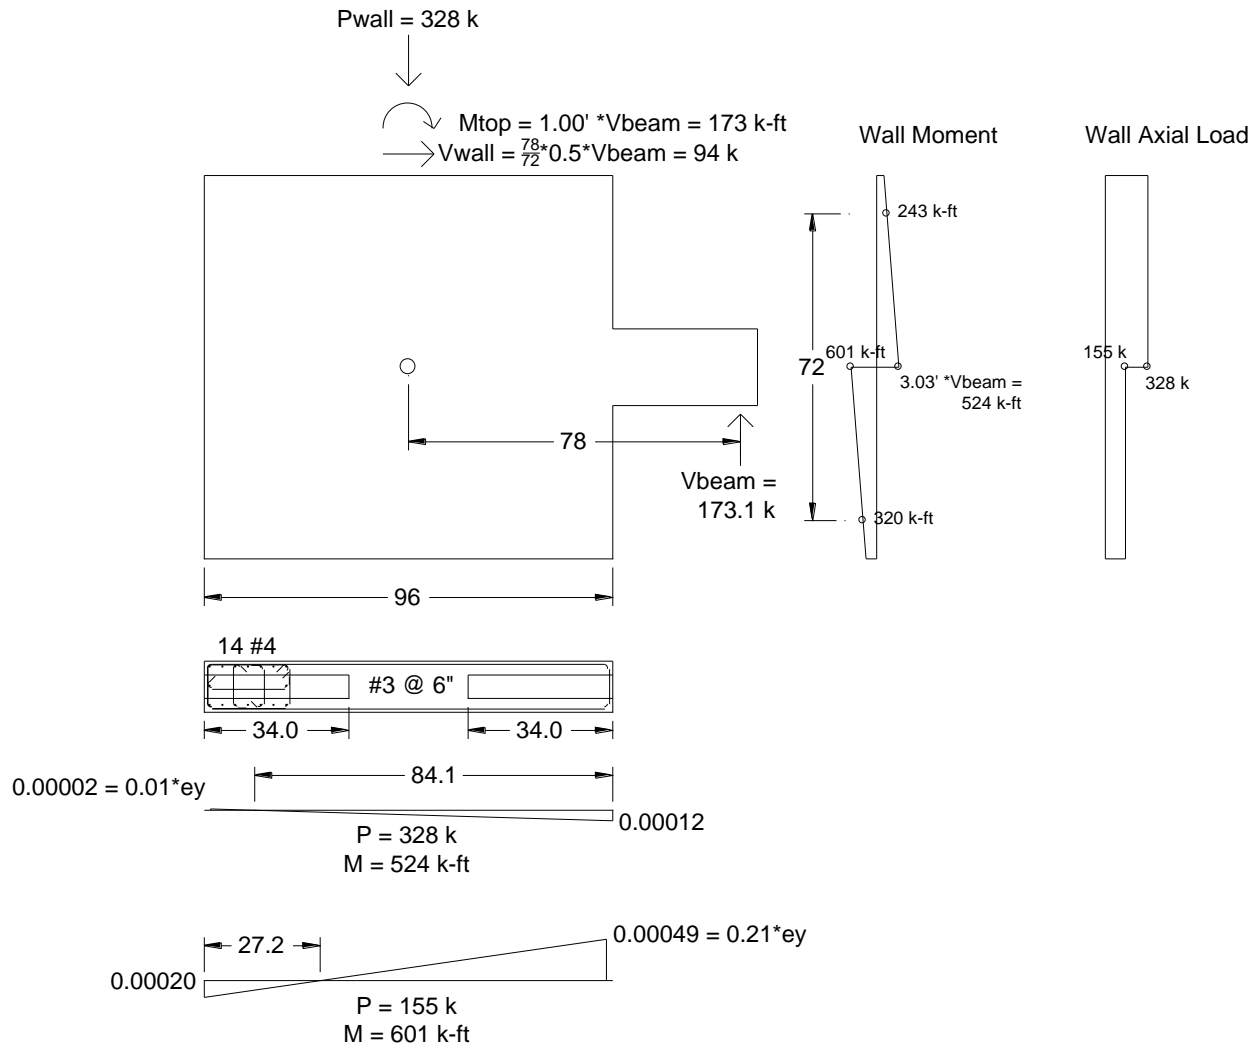 Pwall = 328 k
Mtop = 1.00' *Vbeam = 173 k-ft
Vwall = 78/72*0.5*Vbeam = 94 k
Wall Moment
Wall Axial Load
243 k-ft
601 k-ft
72
3.03' *Vbeam =
524 k-ft
320 k-ft
155 k
328 k
78
Vbeam =
173.1 k
96
14 #4
#3 @ 6"
34.0
34.0
84.1
0.00002 = 0.01*ey
0.00012
P = 328 k
M = 524 k-ft
27.2
0.00049 = 0.21*ey
0.00020
P = 155 k
M = 601 k-ft